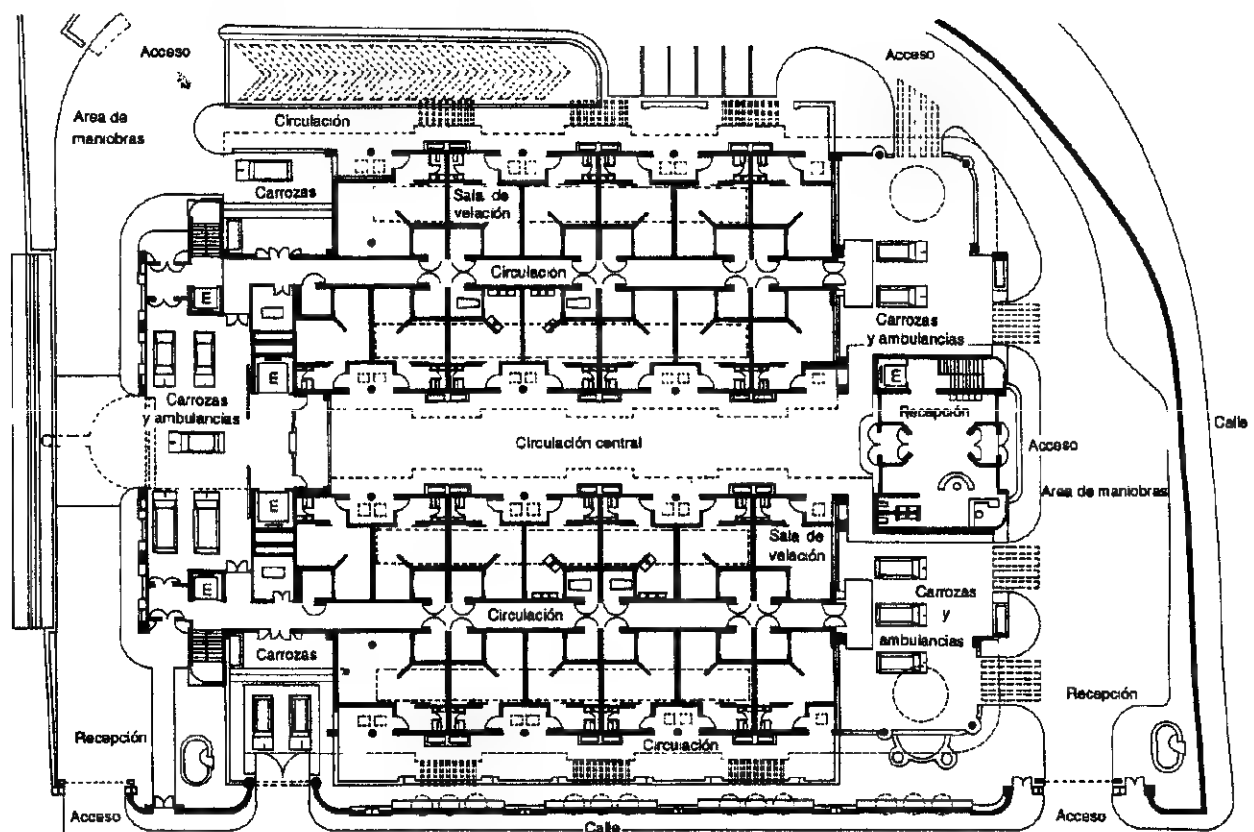 Acceso
Acceso
Area de
maniobras
Circulación
Carrozas
Sala de
velación
Circulación
Carrozas
y ambulancias
Carrozas
y ambulancias
Recepción
Calle
Circulación central
Acceso
Area de maniobras
Sala de
velación
Carrozas
y
ambulancias
Circulación
Carrozas
Recepción
Recepción
Circulación
Acceso
Calle
Acceso